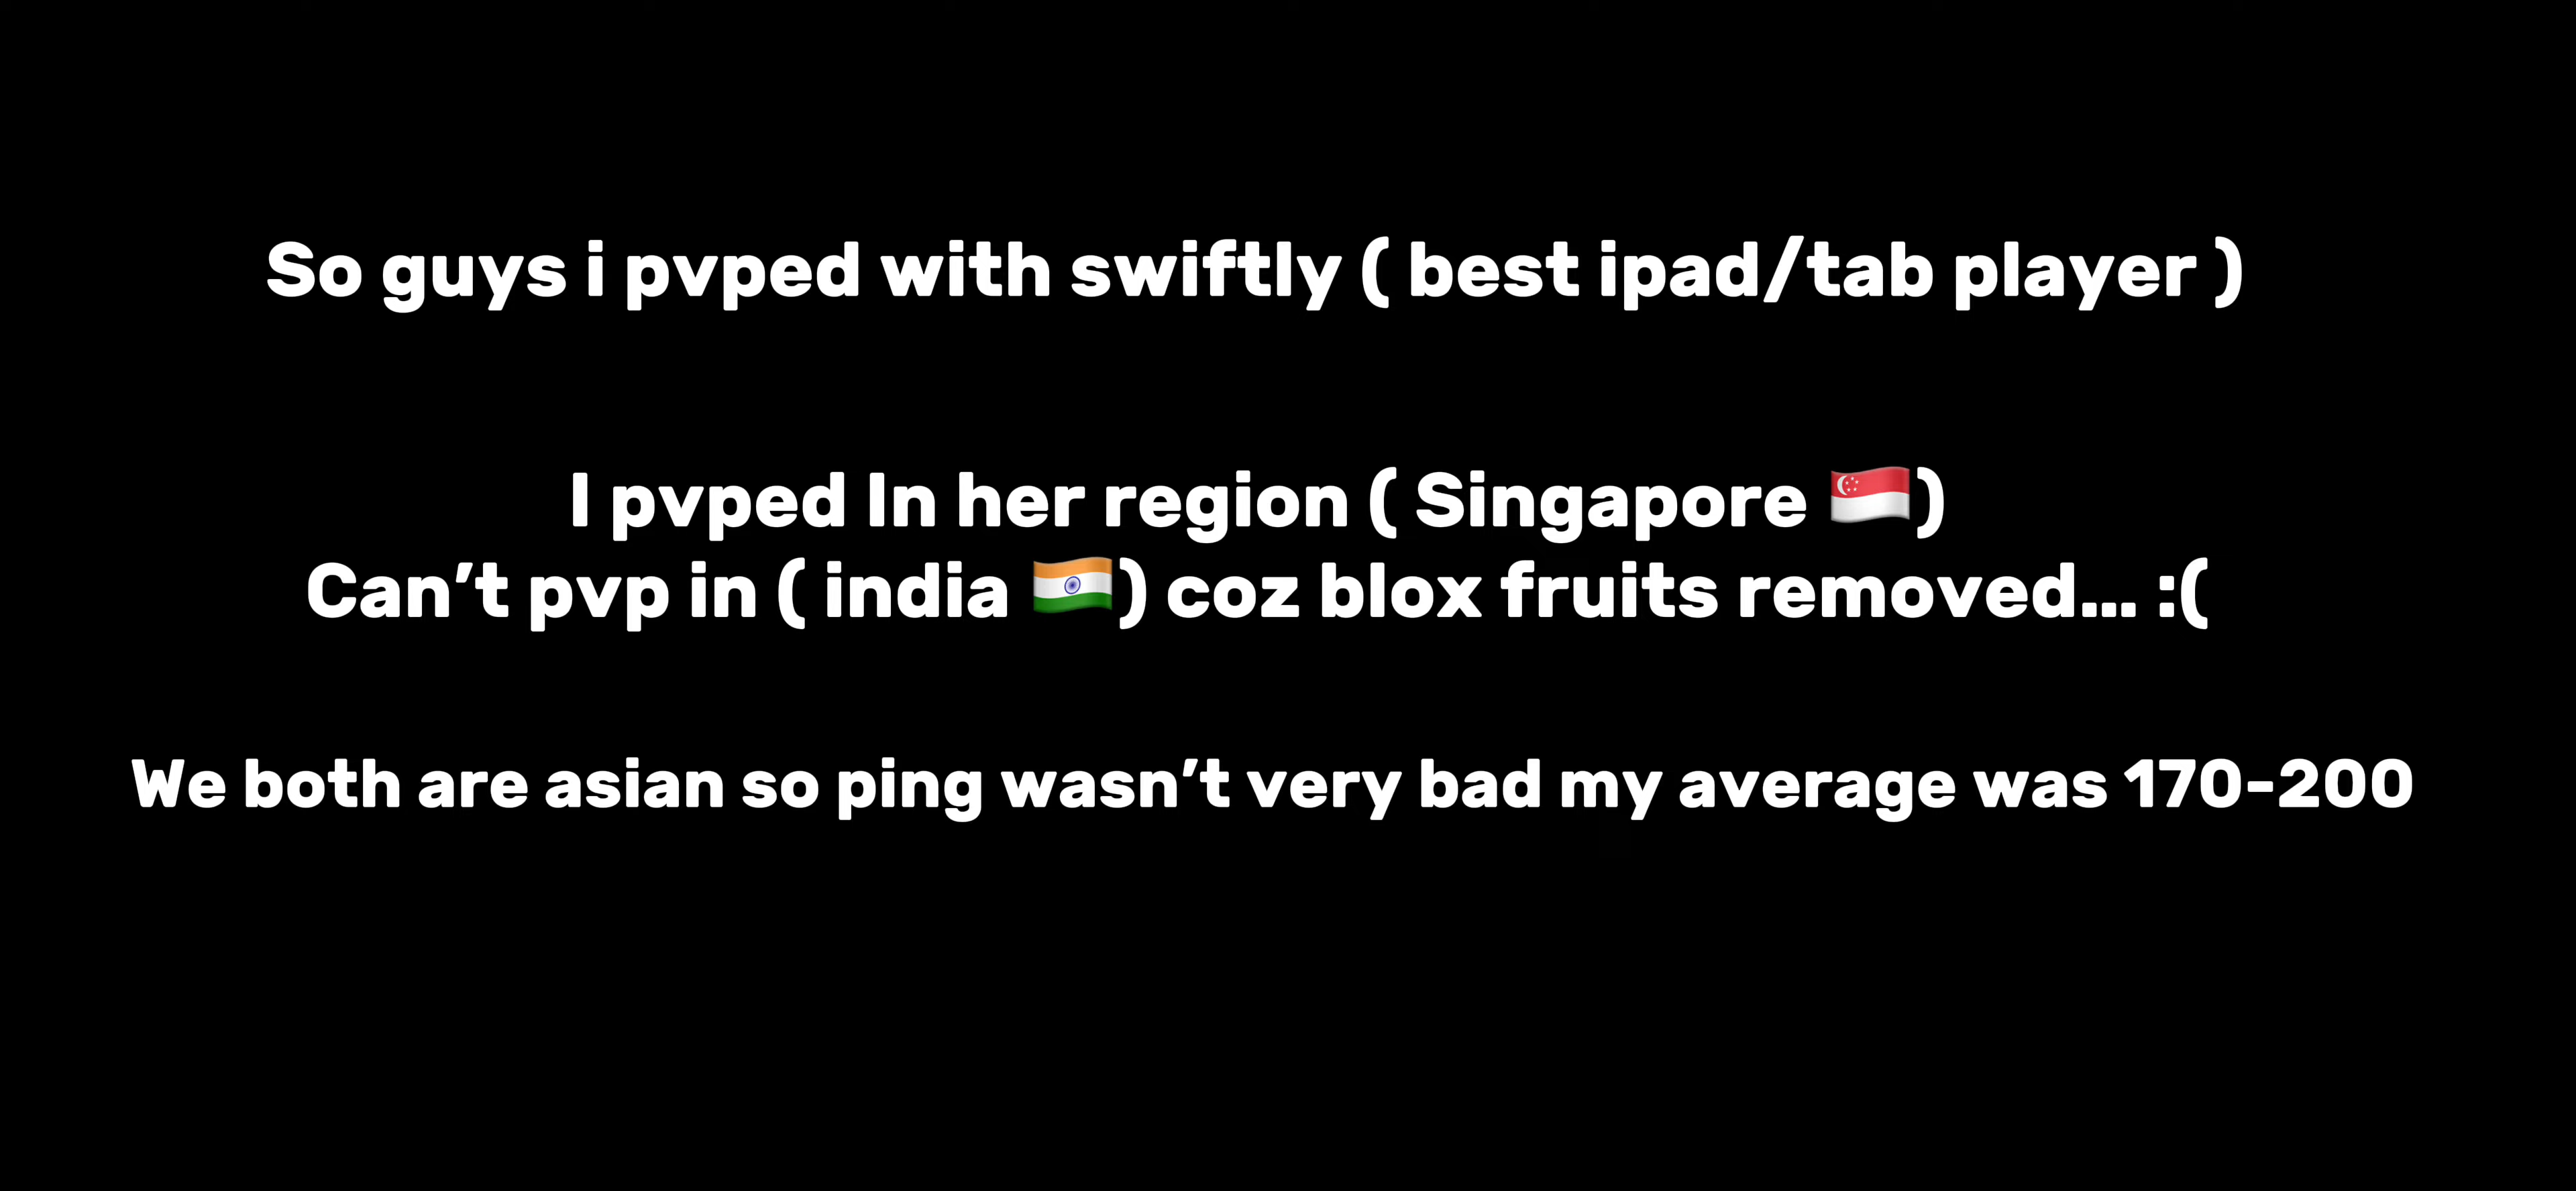 So guys i pvped with swiftly ( best ipad/tab player )
I pvped In her region ( Singapore 🇸🇬)
Can’t pvp in ( india 🇮🇳) coz blox fruits removed... :(
We both are asian so ping wasn’t very bad my average was 170-200